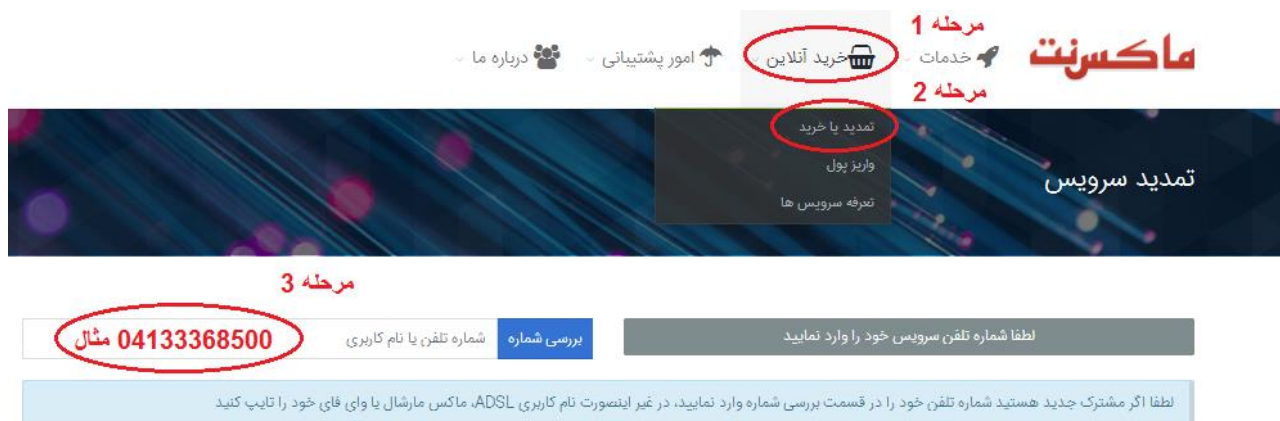 مرحله 1
ماکس‌نت
خدمات
خرید آنلاین
امور پشتیبانی
درباره ما
مرحله 2
تمدید یا خرید
واریز پول
تعرفه سرویس ها
تمدید سرویس
مرحله 3
لطفا شماره تلفن سرویس خود را وارد نمایید
بررسی شماره
شماره تلفن یا نام کاربری
04133368500 مثال
لطفا اگر مشترک جدید هستید شماره تلفن خود را در قسمت بررسی شماره وارد نمایید، در غیر اینصورت نام کاربری ADSL، ماکس مارشال یا وای فای خود را تایپ کنید